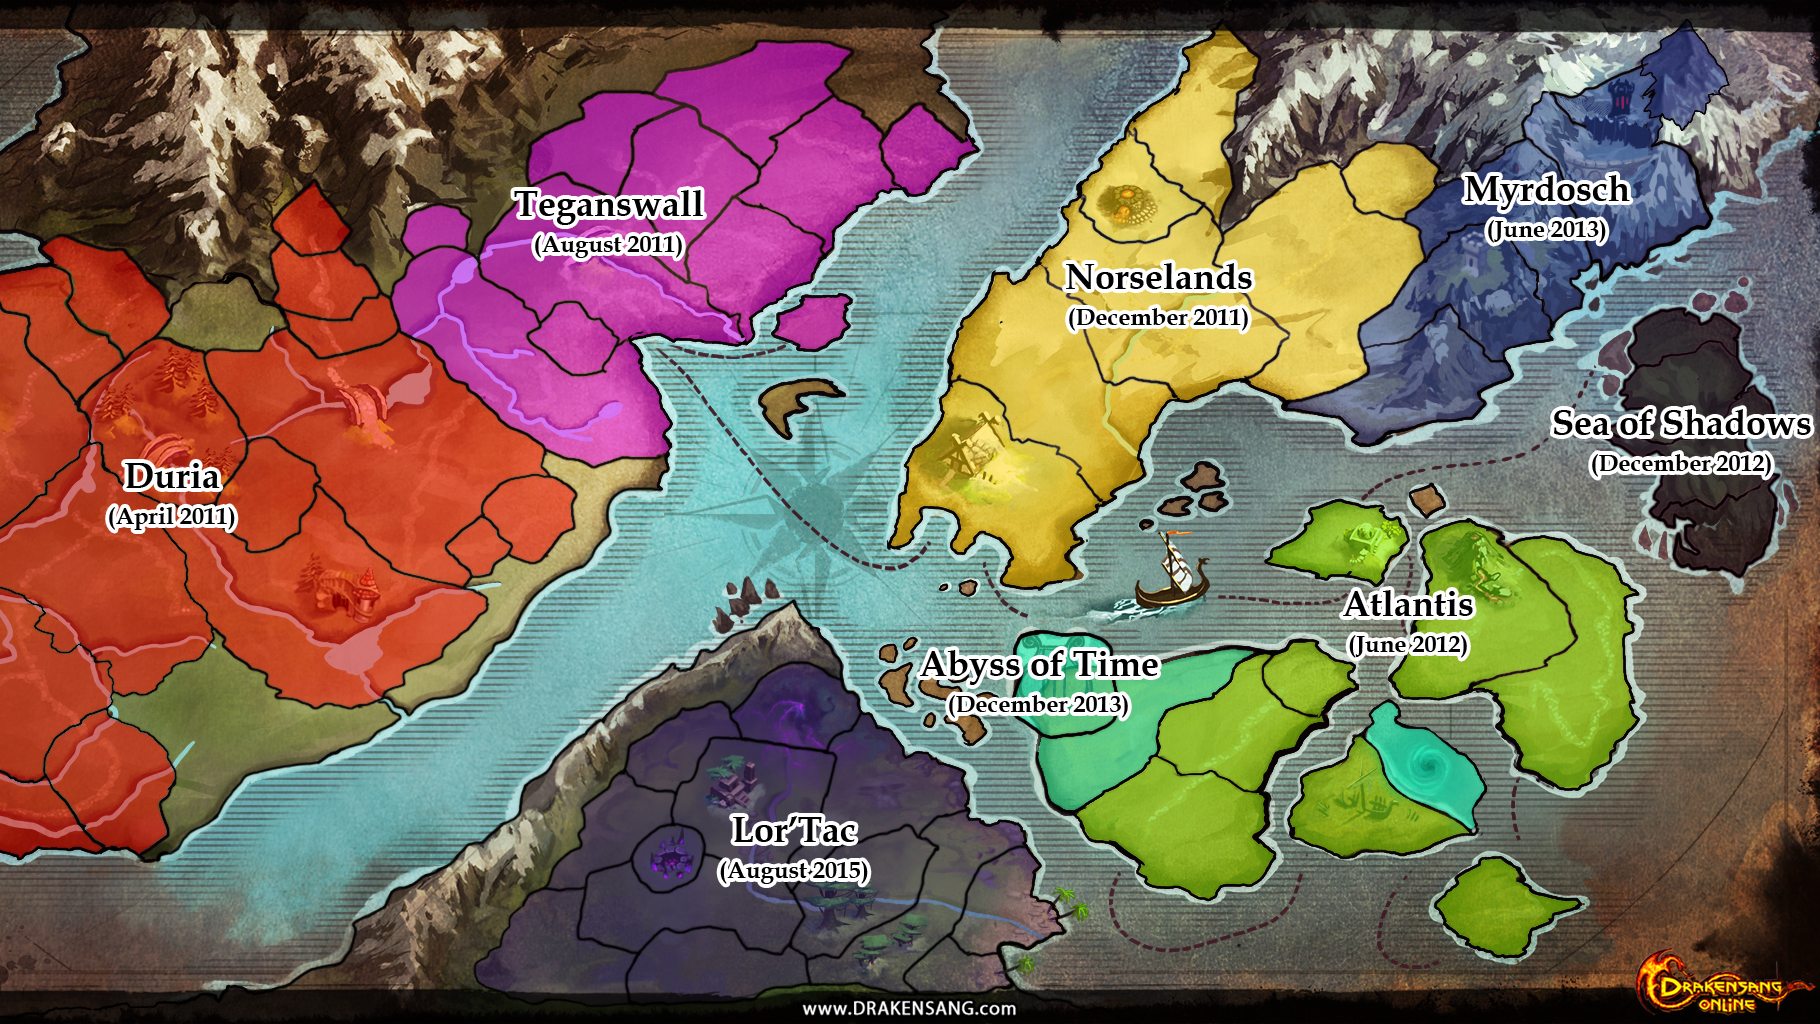 Teganswall
(August 2011)
Myrdosch
(June 2013)
Norselands
(December 2011)
Sea of Shadows
(December 2012)
Duria
(April 2011)
Atlantis
(June 2012)
Abyss of Time
(December 2013)
Lor'Tac
(August 2015)
www.DRAKENSANG.com
DRAKENSANG
ONLINE